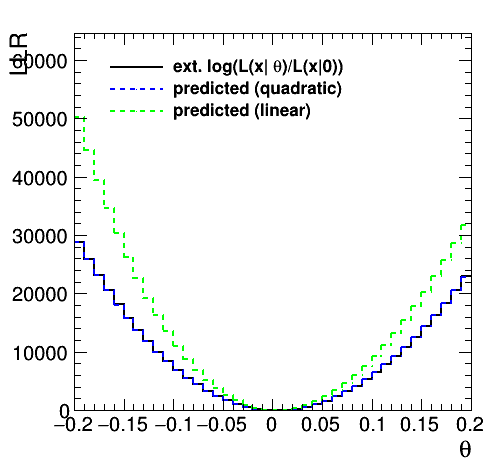 LLR
60000
ext. log(L(x| θ)/L(x|0))
predicted (quadratic)
predicted (linear)
50000
40000
30000
20000
10000
0
−0.2 −0.15 −0.1 −0.05 0 0.05 0.1 0.15 0.2
θ